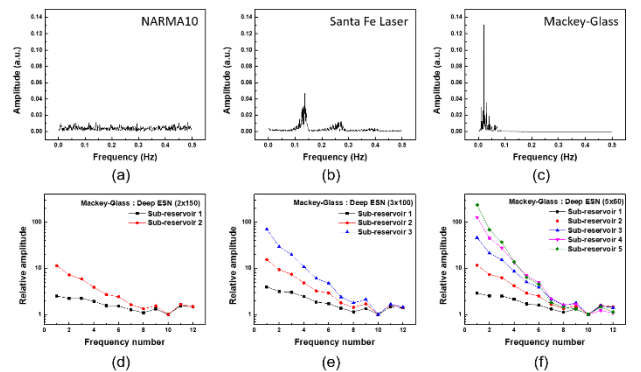 NARMA10
Santa Fe Laser
Mackey-Glass
Amplitude (a.u.)
0.14
0.12
0.10
0.08
0.06
0.04
0.02
0.00
0.0 0.1 0.2 0.3 0.4 0.5
Frequency (Hz)
(a)
Amplitude (a.u.)
0.14
0.12
0.10
0.08
0.06
0.04
0.02
0.00
0.0 0.1 0.2 0.3 0.4 0.5
Frequency (Hz)
(b)
Amplitude (a.u.)
0.14
0.12
0.10
0.08
0.06
0.04
0.02
0.00
0.0 0.1 0.2 0.3 0.4 0.5
Frequency (Hz)
(c)
Mackey-Glass : Deep ESN (2x150)
Sub-reservoir 1
Sub-reservoir 2
Relative amplitude
100
10
1
0 2 4 6 8 10 12
Frequency number
(d)
Mackey-Glass : Deep ESN (3x100)
Sub-reservoir 1
Sub-reservoir 2
Sub-reservoir 3
Relative amplitude
100
10
1
0 2 4 6 8 10 12
Frequency number
(e)
Mackey-Glass : Deep ESN (5x60)
Sub-reservoir 1
Sub-reservoir 2
Sub-reservoir 3
Sub-reservoir 4
Sub-reservoir 5
Relative amplitude
100
10
1
0 2 4 6 8 10 12
Frequency number
(f)